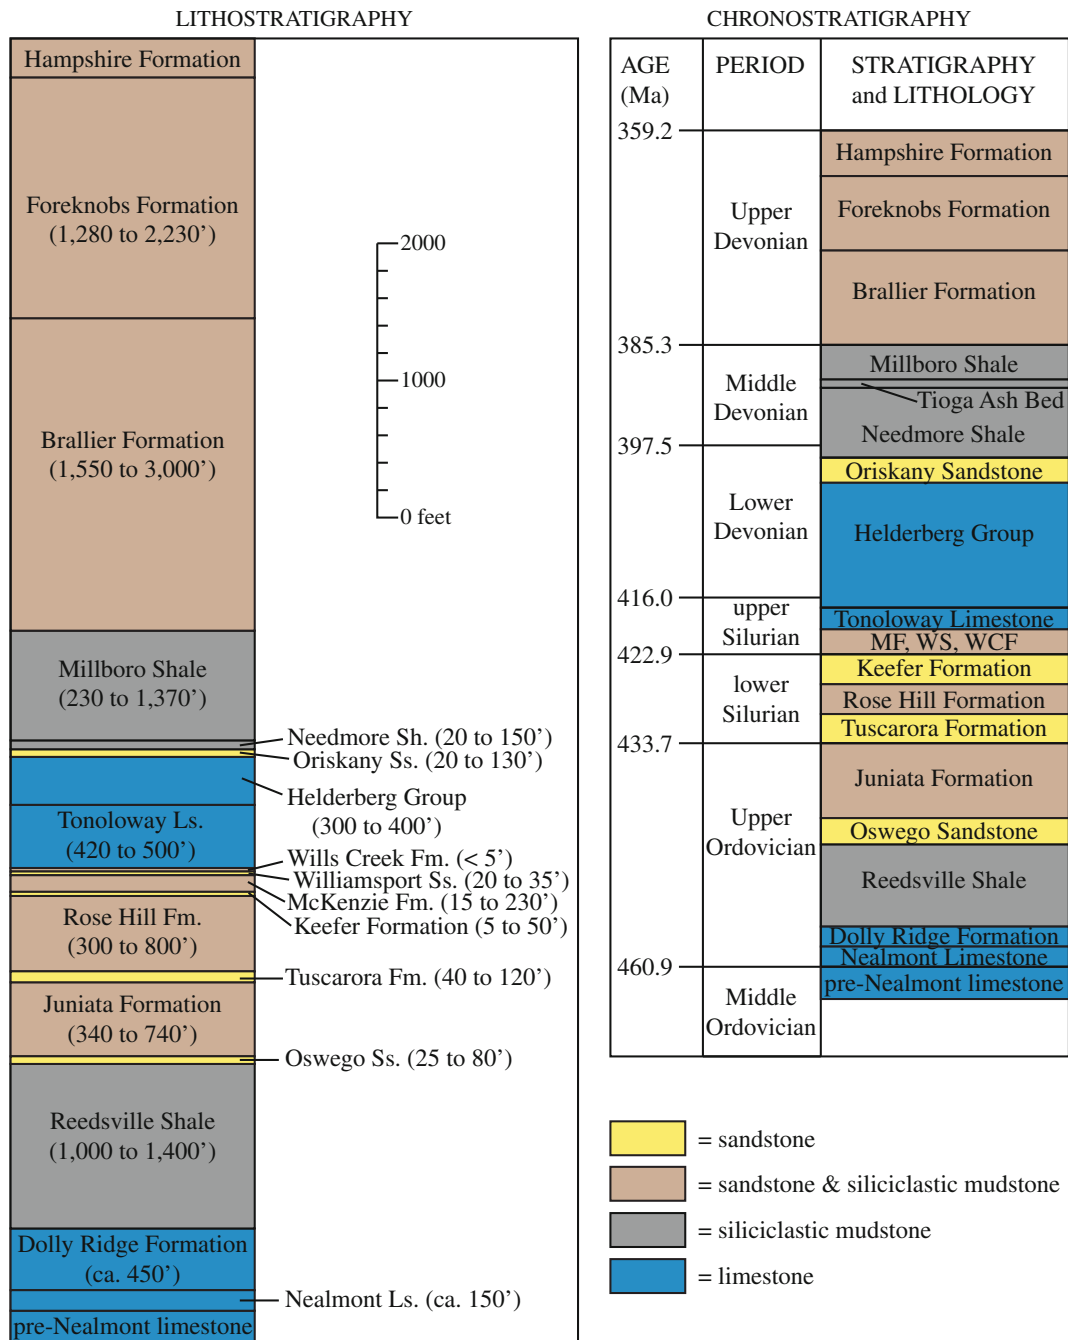 LITHOSTRATIGRAPHY
Hampshire Formation
Foreknobs Formation
(1,280 to 2,230’)
Brallier Formation
(1,550 to 3,000’)
Millboro Shale
(230 to 1,370’)
Needmore Sh. (20 to 150’)
Oriskany Ss. (20 to 130’)
Helderberg Group
(300 to 400’)
Tonoloway Ls.
(420 to 500’)
Wills Creek Fm. (< 5’)
Williamsport Ss. (20 to 35’)
McKenzie Fm. (15 to 230’)
Keefer Formation (5 to 50’)
Rose Hill Fm.
(300 to 800’)
Tuscarora Fm. (40 to 120’)
Juniata Formation
(340 to 740’)
Oswego Ss. (25 to 80’)
Reedsville Shale
(1,000 to 1,400’)
Dolly Ridge Formation
(ca. 450’)
Nealmont Ls. (ca. 150’)
pre-Nealmont limestone
2000
1000
0 feet
CHRONOSTRATIGRAPHY
AGE
(Ma)
PERIOD
STRATIGRAPHY
and LITHOLOGY
359.2
385.3
397.5
416.0
422.9
433.7
460.9
Upper
Devonian
Middle
Devonian
Lower
Devonian
upper
Silurian
lower
Silurian
Upper
Ordovician
Middle
Ordovician
Hampshire Formation
Foreknobs Formation
Brallier Formation
Millboro Shale
Tioga Ash Bed
Needmore Shale
Oriskany Sandstone
Helderberg Group
Tonoloway Limestone
MF, WS, WCF
Keefer Formation
Rose Hill Formation
Tuscarora Formation
Juniata Formation
Oswego Sandstone
Reedsville Shale
Dolly Ridge Formation
Nealmont Limestone
pre-Nealmont limestone
= sandstone
= sandstone & siliciclastic mudstone
= siliciclastic mudstone
= limestone